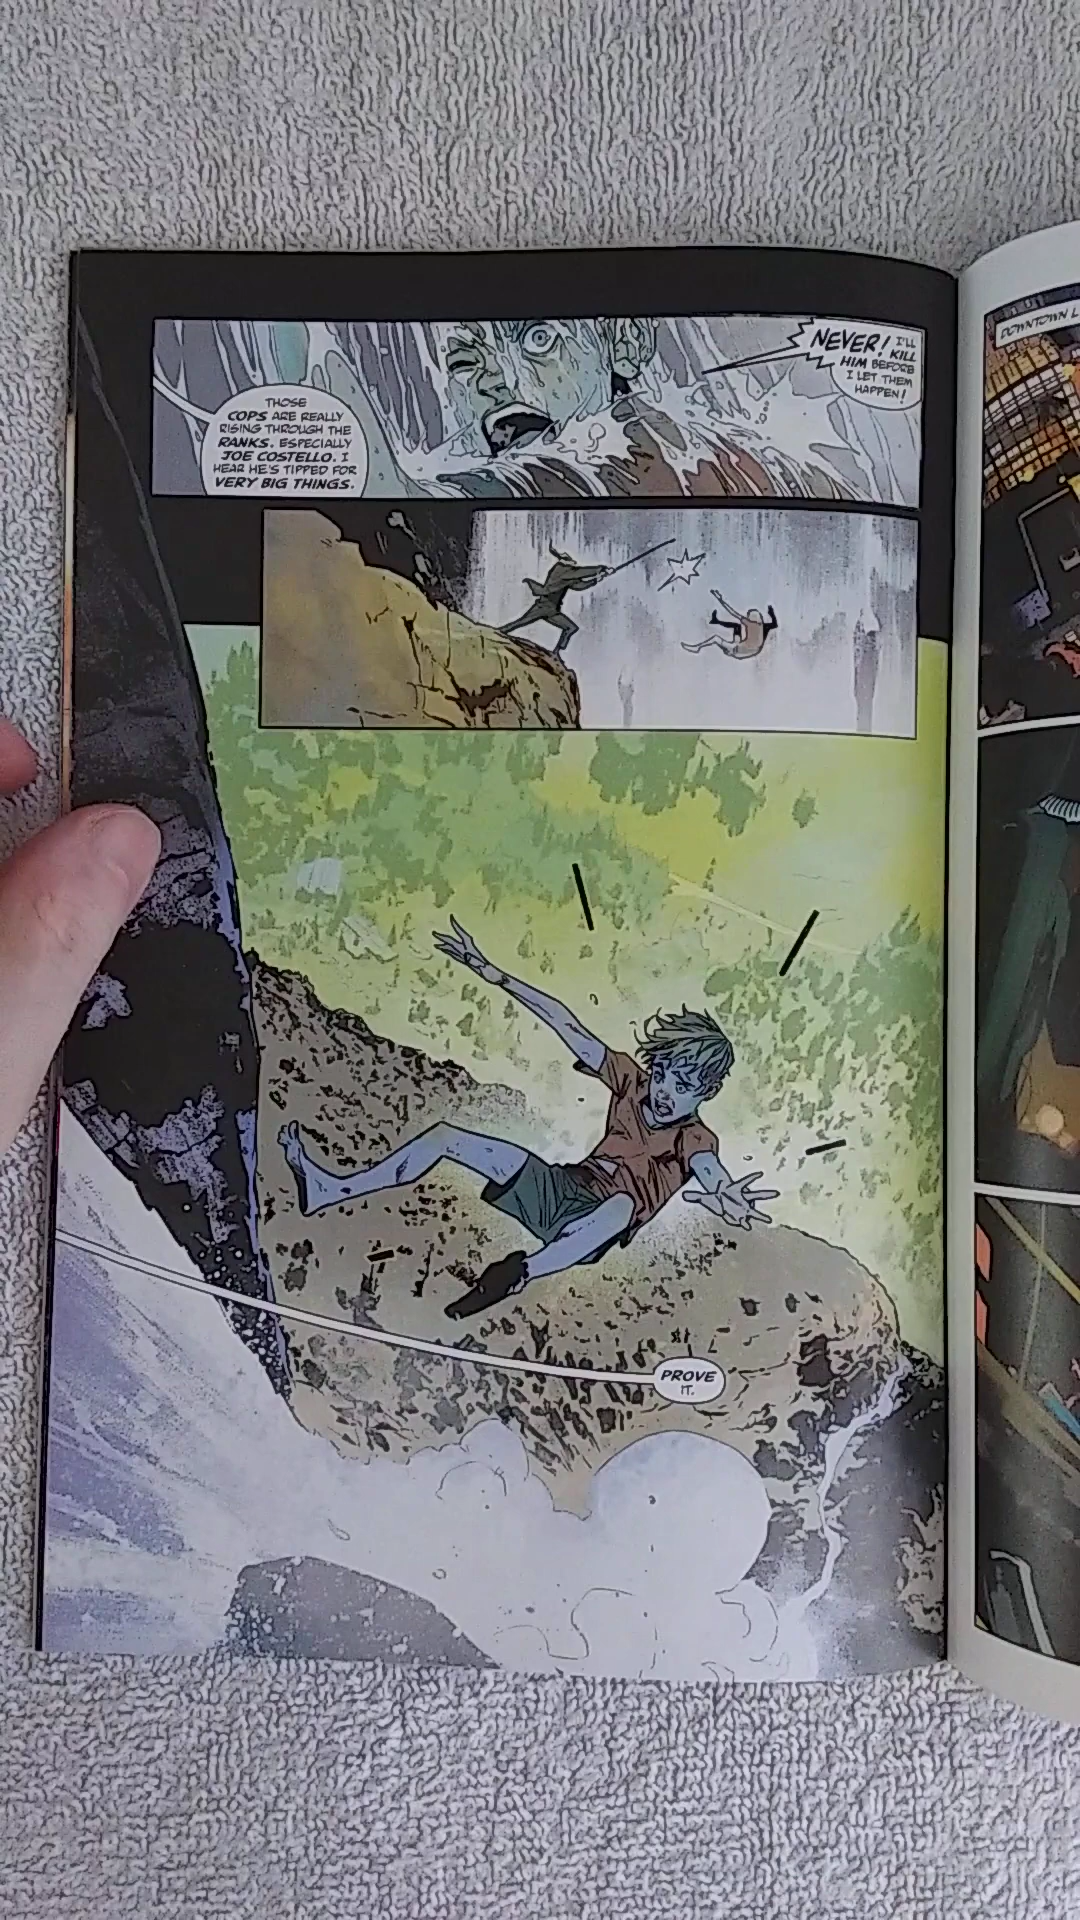 THOSE
COPS ARE REALLY
RISING THROUGH THE
RANKS. ESPECIALLY
JOE COSTELLO. I
HEAR HE'S TIPPED FOR
VERY BIG THINGS.
NEVER! I'LL
KILL
HIM BEFORE
I LET THEM
HAPPEN!
PROVE
IT.
DOWNTOWN L